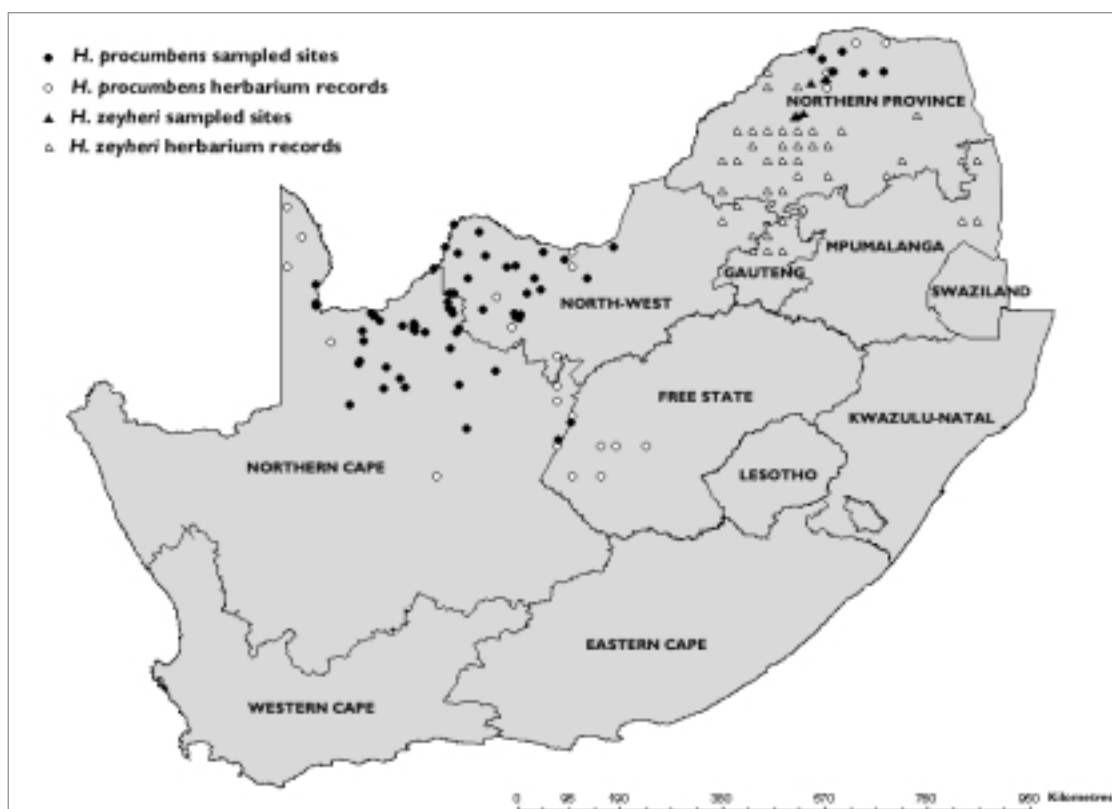 H. procumbens sampled sites
H. procumbens herbarium records
H. zeyheri sampled sites
H. zeyheri herbarium records
NORTHERN PROVINCE
MPUMALANGA
GAUTENG
SWAZILAND
NORTH-WEST
FREE STATE
KWAZULU-NATAL
NORTHERN CAPE
LESOTHO
EASTERN CAPE
WESTERN CAPE
0 95 190 380 570 760 950 Kilometres